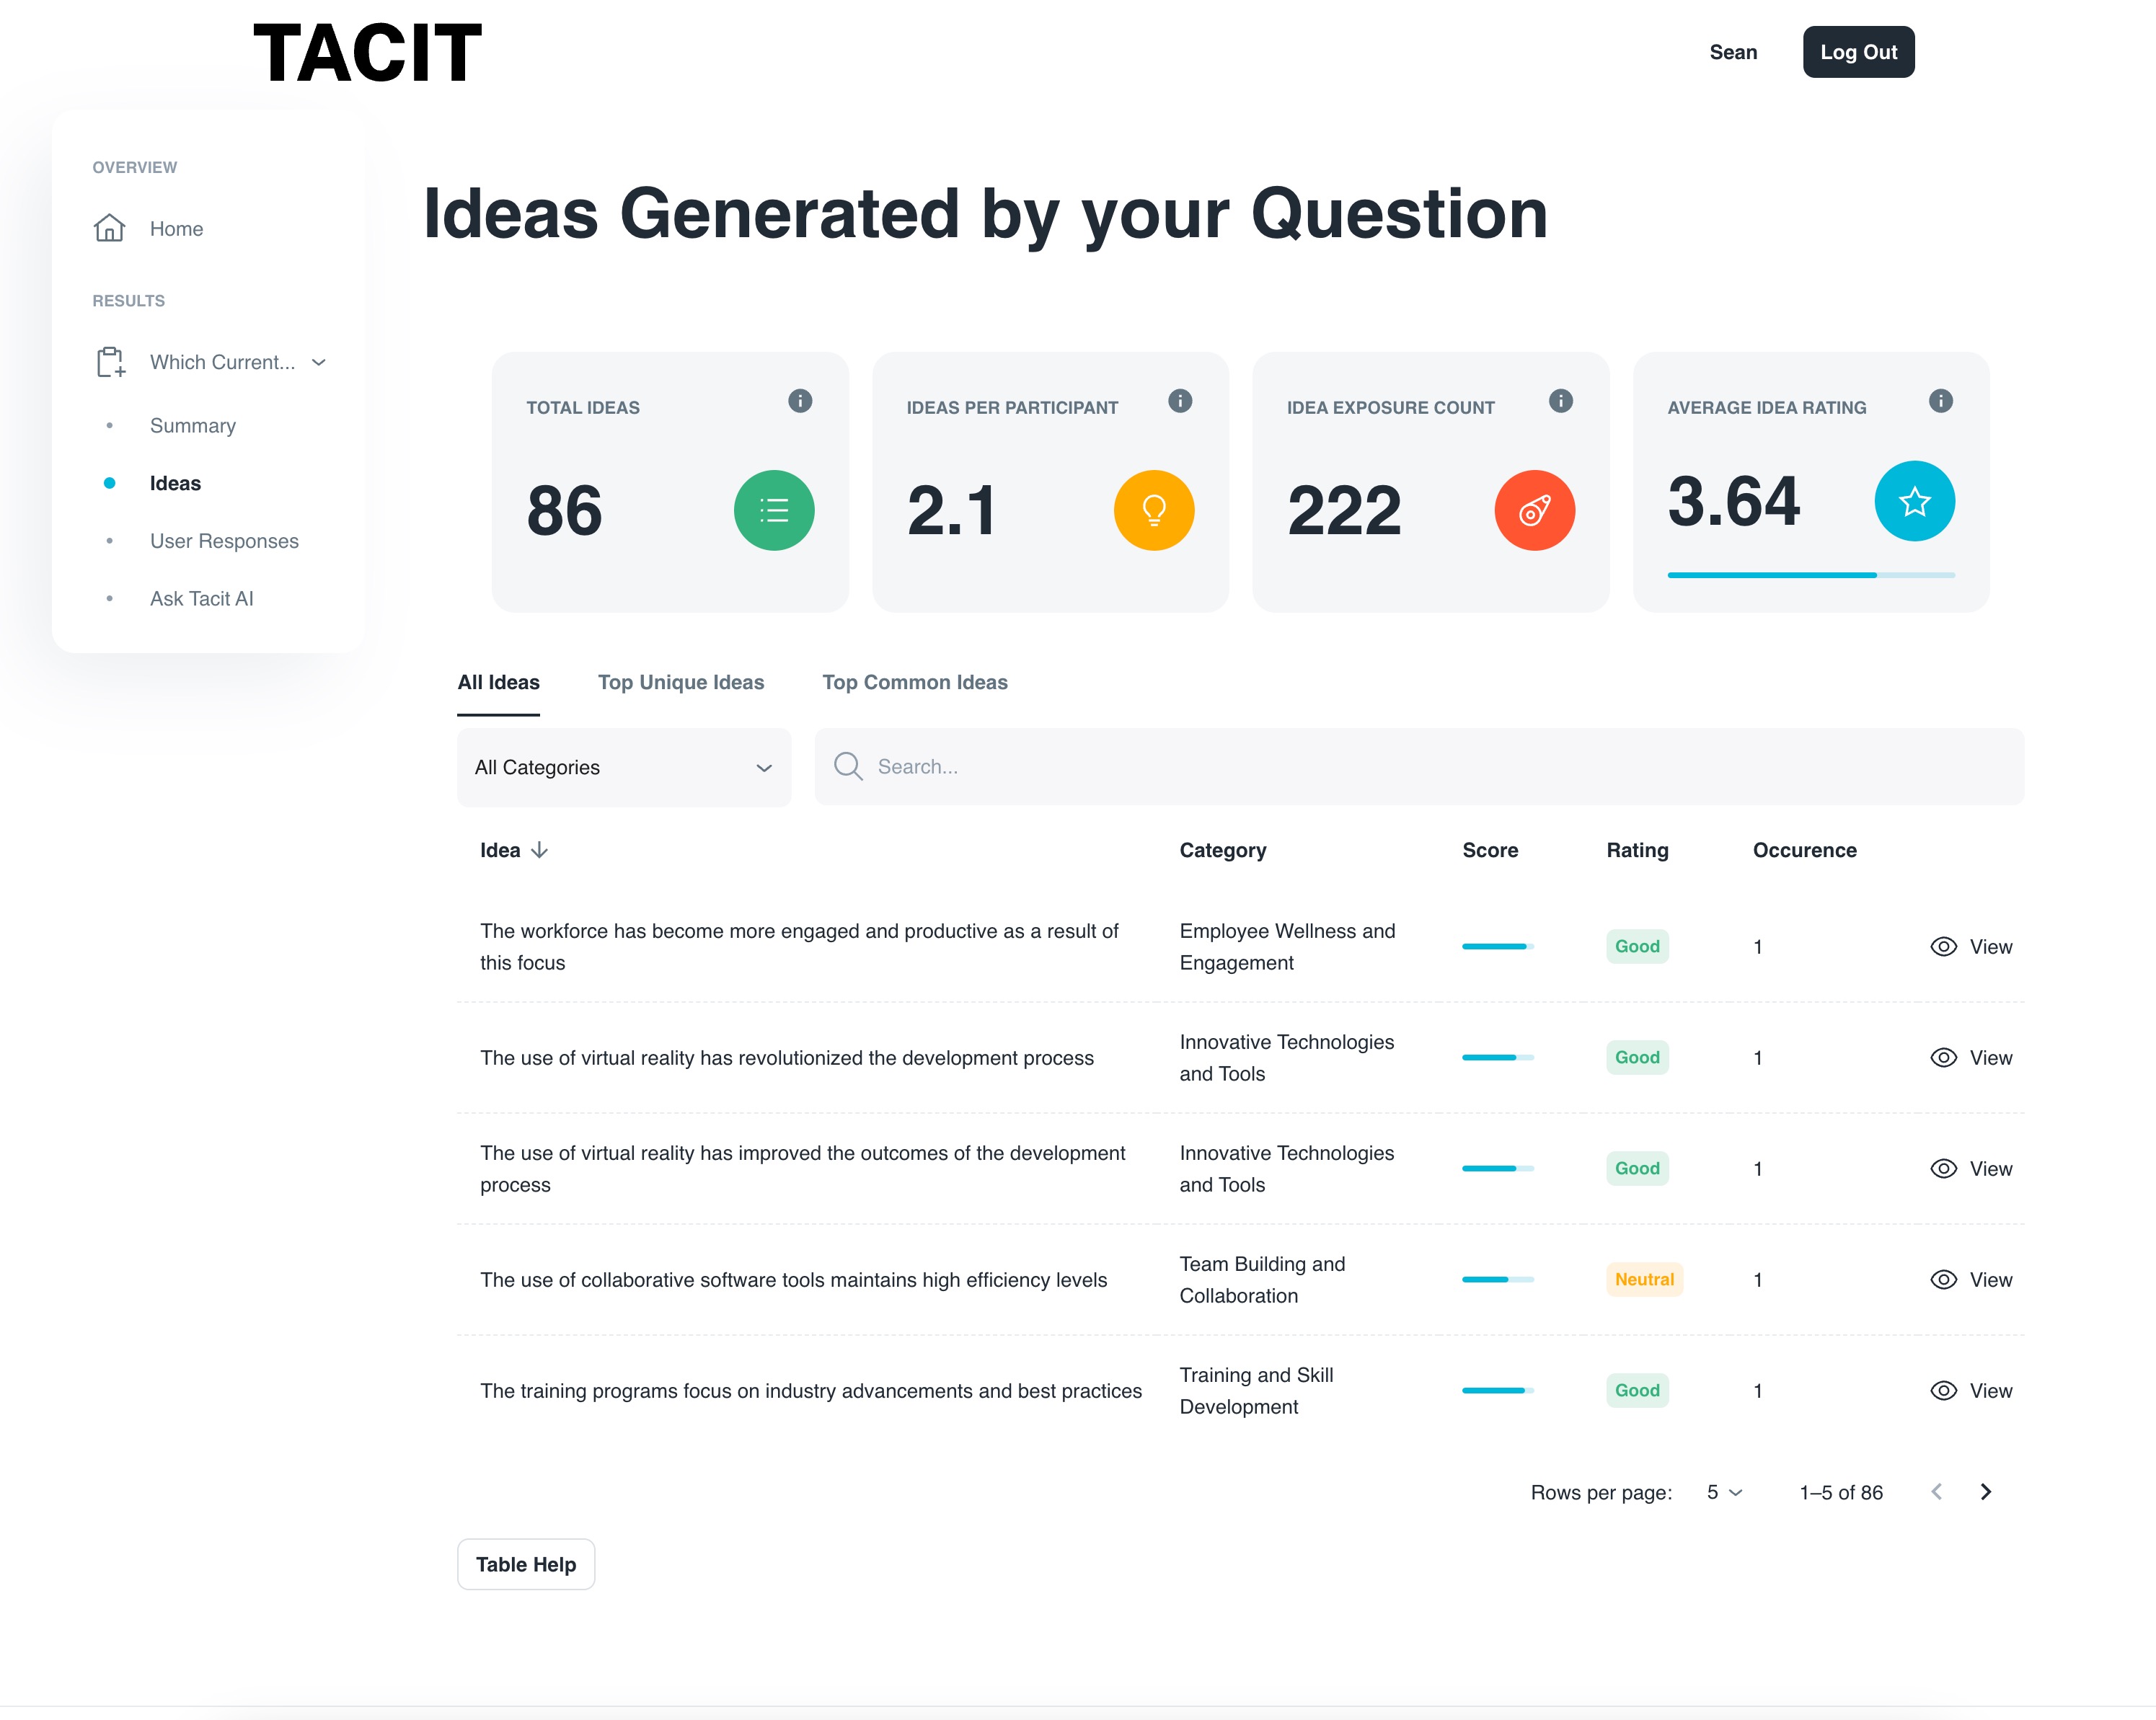 TACIT
Sean
Log Out
OVERVIEW
Home
RESULTS
Which Current...
Summary
Ideas
User Responses
Ask Tacit AI
Ideas Generated by your Question
TOTAL IDEAS
86
IDEAS PER PARTICIPANT
2.1
IDEA EXPOSURE COUNT
222
AVERAGE IDEA RATING
3.64
All Ideas
Top Unique Ideas
Top Common Ideas
All Categories
Search...
Idea
Category
Score
Rating
Occurence
The workforce has become more engaged and productive as a result of
this focus
Employee Wellness and
Engagement
Good
1
View
The use of virtual reality has revolutionized the development process
Innovative Technologies
and Tools
Good
1
View
The use of virtual reality has improved the outcomes of the development
process
Innovative Technologies
and Tools
Good
1
View
The use of collaborative software tools maintains high efficiency levels
Team Building and
Collaboration
Neutral
1
View
The training programs focus on industry advancements and best practices
Training and Skill
Development
Good
1
View
Rows per page:
5
1–5 of 86
Table Help